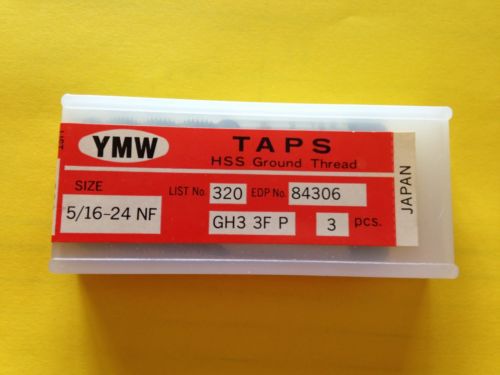 YMW
TAPS
HSS Ground Thread
SIZE
LIST No. 320 EDP No. 84306
5/16-24 NF
GH3 3F P 3 pcs.
JAPAN